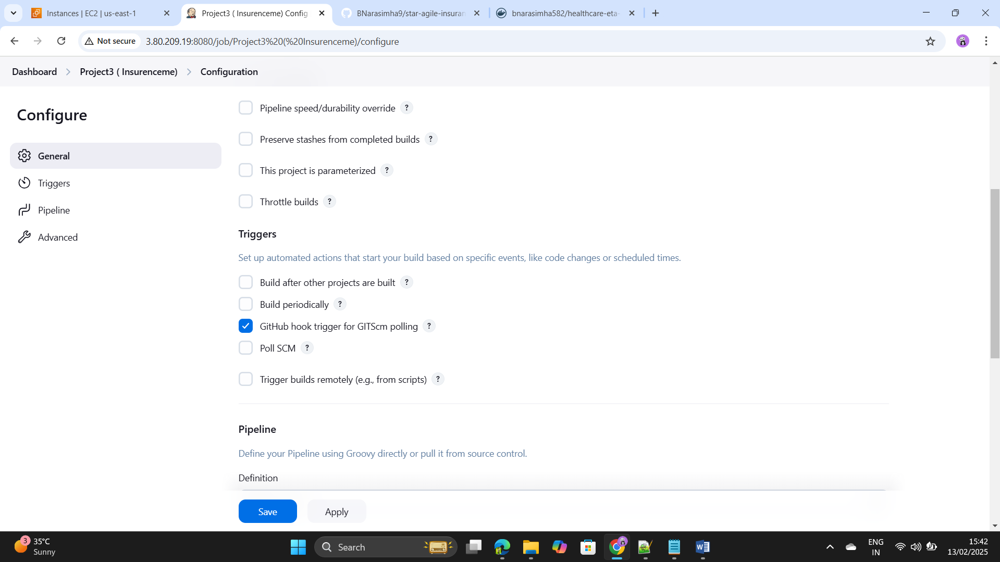 Instances | EC2 | us-east-1
Project3 ( Insurenceme) Config
BNarasimha9/star-agile-insuran
bnarasimha582/healthcare-eta-
Not secure
3.80.209.19:8080/job/Project3%20(%20Insurenceme)/configure
Dashboard
Project3 ( Insurenceme)
Configuration
Configure
General
Triggers
Pipeline
Advanced
Pipeline speed/durability override ?
Preserve stashes from completed builds ?
This project is parameterized ?
Throttle builds ?
Triggers
Set up automated actions that start your build based on specific events, like code changes or scheduled times.
Build after other projects are built ?
Build periodically ?
GitHub hook trigger for GITScm polling ?
Poll SCM ?
Trigger builds remotely (e.g., from scripts) ?
Pipeline
Define your Pipeline using Groovy directly or pull it from source control.
Definition
Save
Apply
3
35°C
Sunny
Search
ENG
IN
15:42
13/02/2025